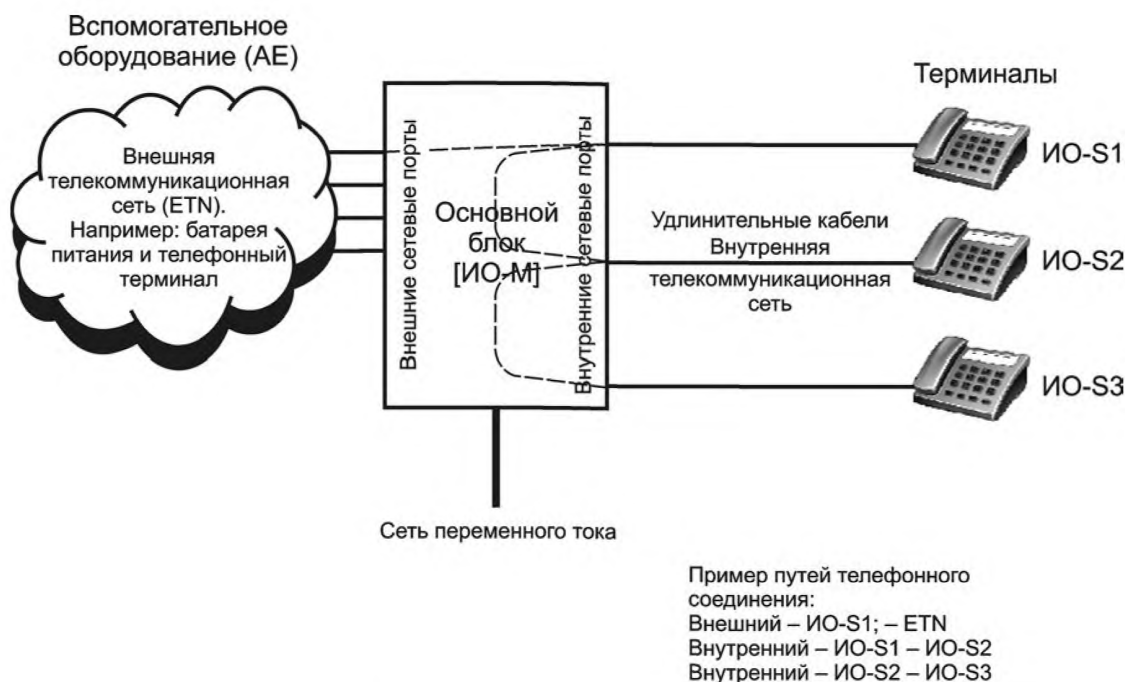 Вспомогательное
оборудование (АЕ)
Внешняя
телекоммуникационная
сеть (ETN).
Например: батарея
питания и телефонный
терминал
Внешние сетевые порты
Основной
блок
[ИО-М]
Внутренние сетевые порты
Терминалы
ИО-S1
Удлинительные кабели
Внутренняя
телекоммуникационная
сеть
ИО-S2
ИО-S3
Сеть переменного тока
Пример путей телефонного
соединения:
Внешний – ИО-S1; – ETN
Внутренний – ИО-S1 – ИО-S2
Внутренний – ИО-S2 – ИО-S3